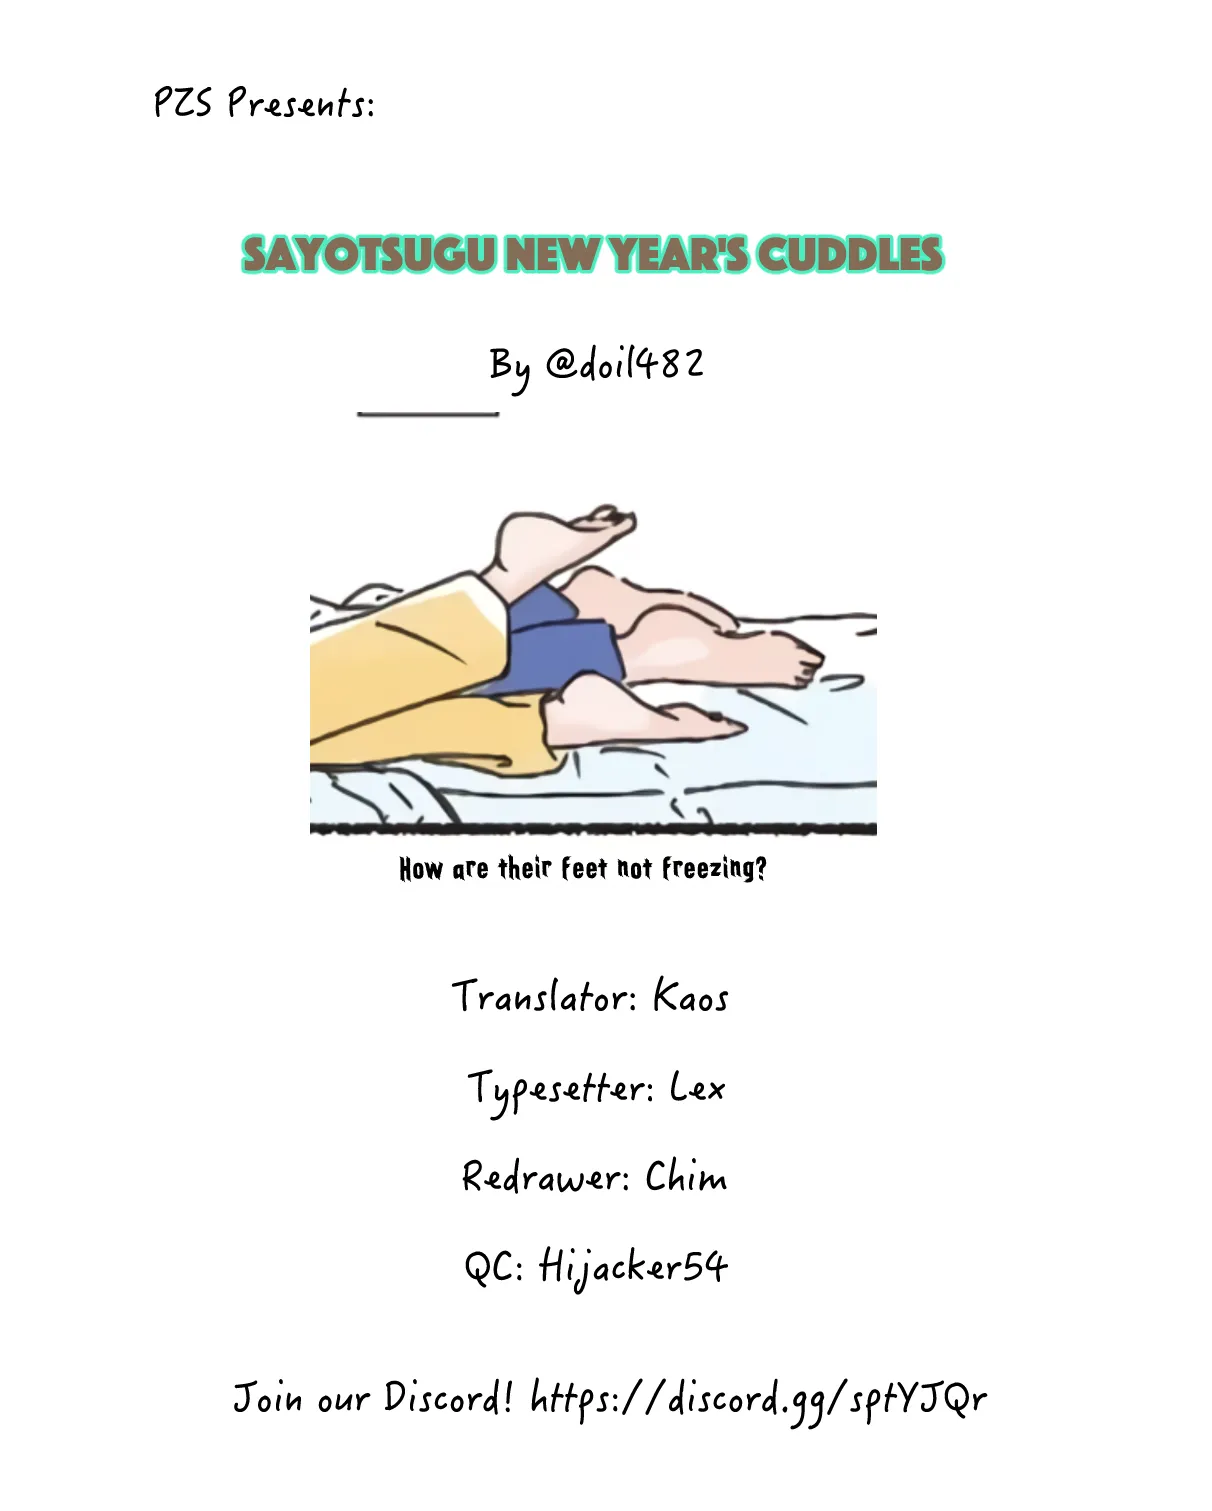 PZS Presents:
SAYOTSUGU NEW YEAR'S CUDDLES
By @doil482
How are their feet not freezing?
Translator: Kaos
Typesetter: Lex
Redrawer: Chim
QC: Hijacker54
Join our Discord! https://discord.gg/sptYJQr